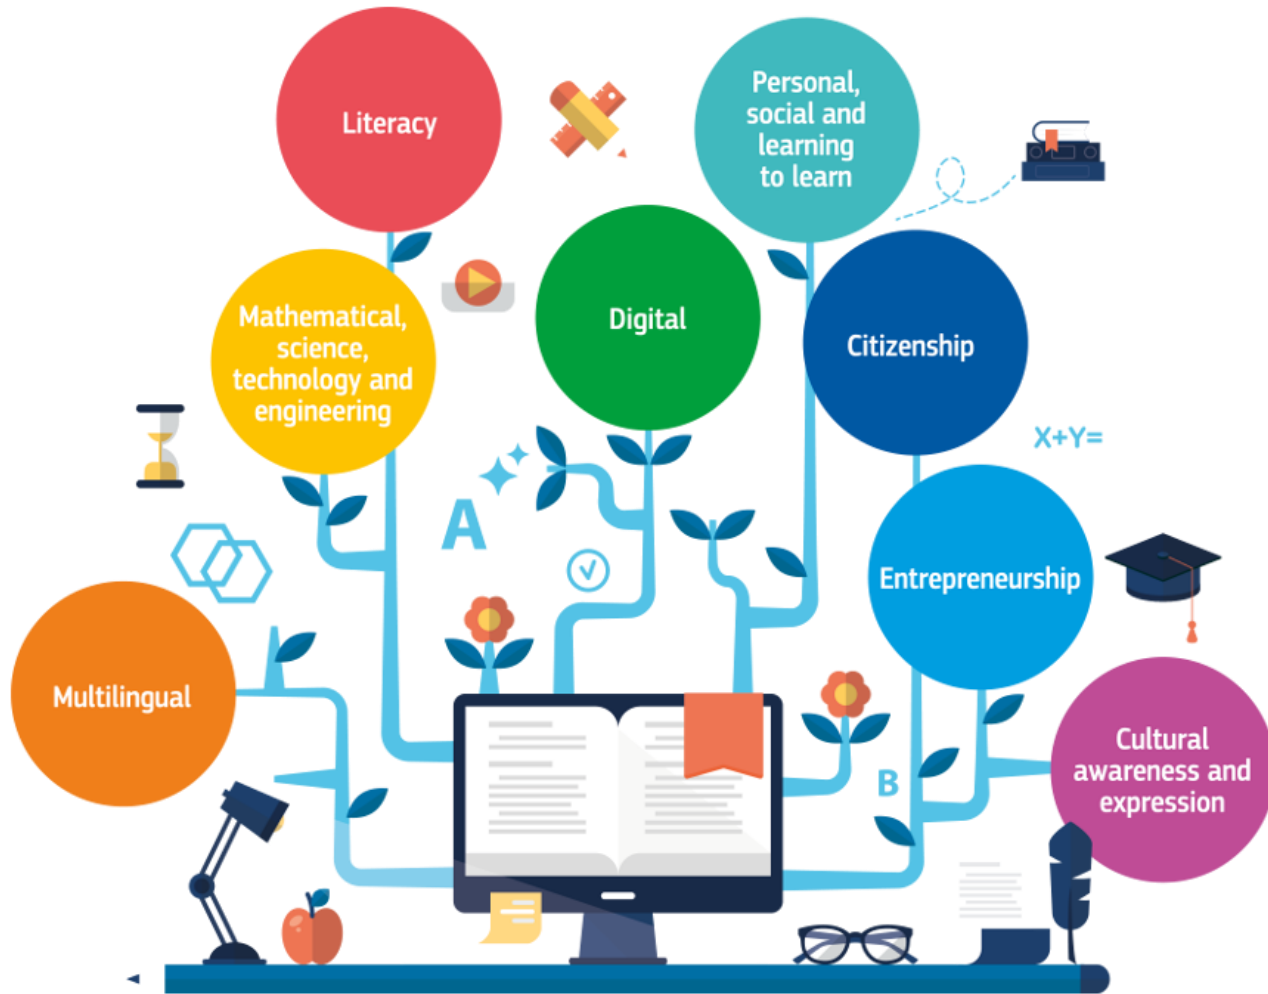 Literacy
Personal,
social and
learning
to learn
Mathematical,
science,
technology and
engineering
Digital
Citizenship
X+Y=
A
Entrepreneurship
Multilingual
Cultural
awareness and
expression
B